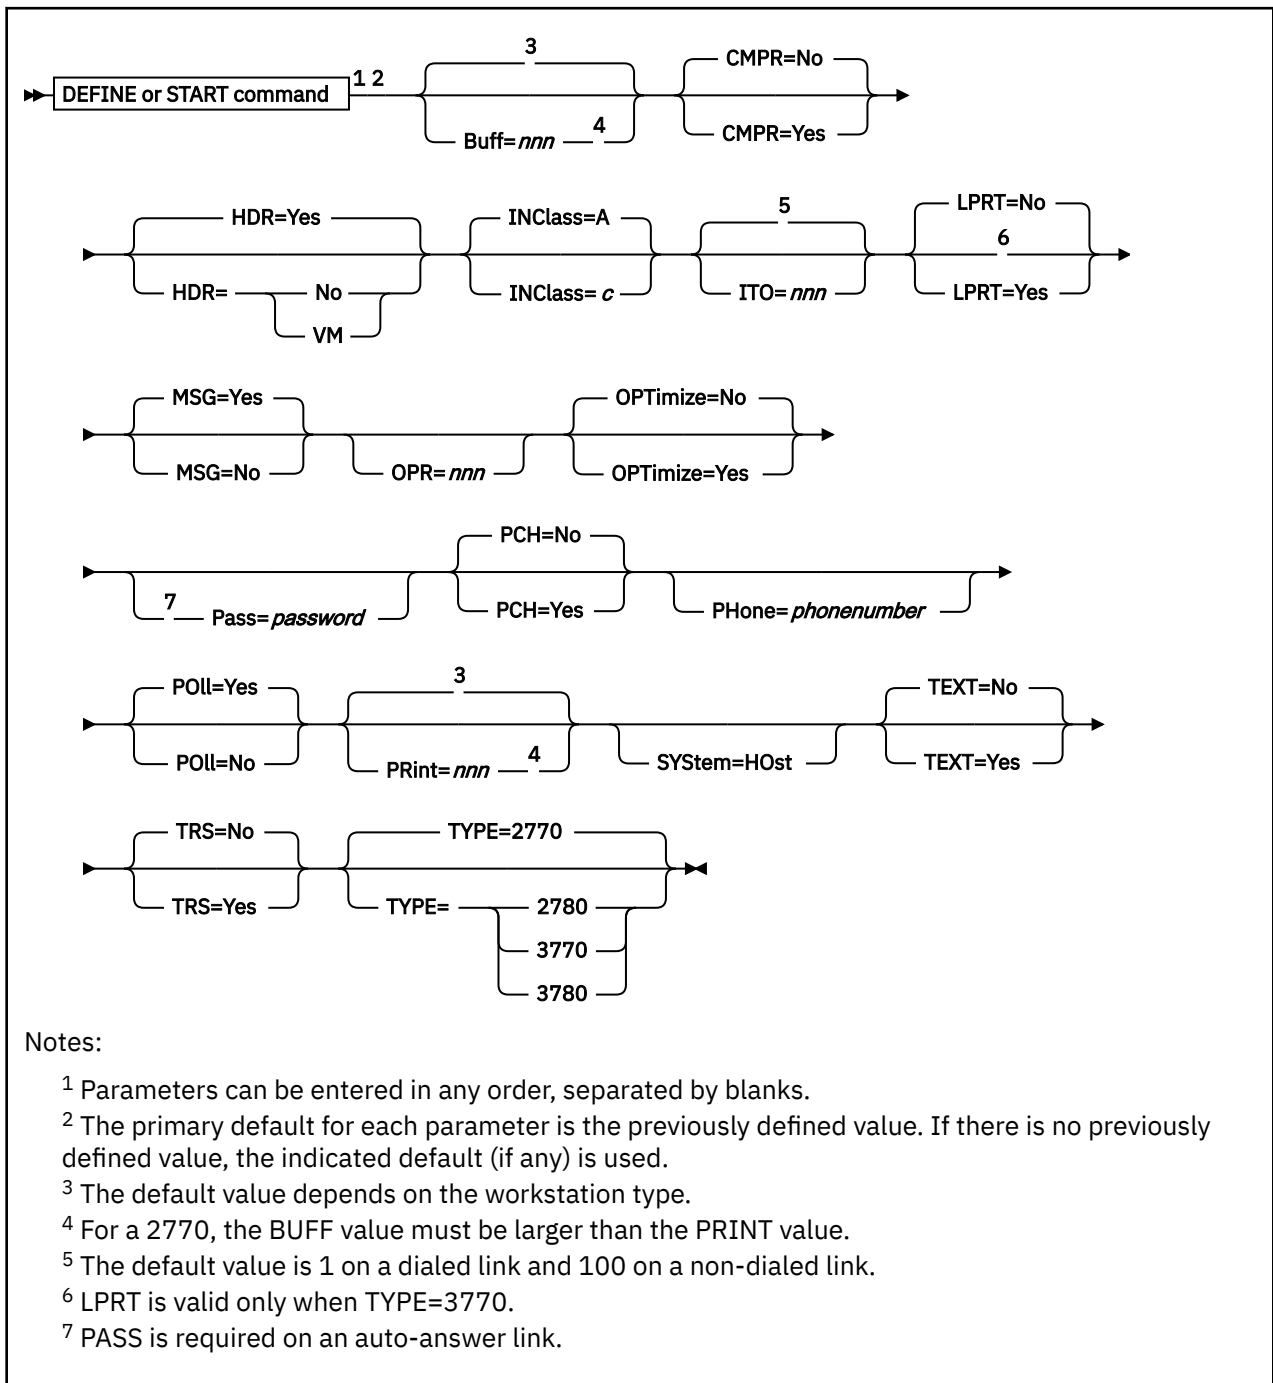 3
CMPR=No
DEFINE or START command 1 2
Buff=nnn 4
CMPR=Yes
HDR=Yes INClass=A 5 LPRT=No
6
HDR= No INClass=c ITO=nnn LPRT=Yes
VM
MSG=Yes OPTimize=No
MSG=No OPR=nnn OPTimize=Yes
PCH=No
7 Pass=password PCH=Yes PHone=phonenumber
POll=Yes 3 TEXT=No
POll=No PRint=nnn 4 SYStem=HOst TEXT=Yes
TRS=No TYPE=2770
TRS=Yes TYPE= 2780
3770
3780
Notes:
1 Parameters can be entered in any order, separated by blanks.
2 The primary default for each parameter is the previously defined value. If there is no previously
defined value, the indicated default (if any) is used.
3 The default value depends on the workstation type.
4 For a 2770, the BUFF value must be larger than the PRINT value.
5 The default value is 1 on a dialed link and 100 on a non-dialed link.
6 LPRT is valid only when TYPE=3770.
7 PASS is required on an auto-answer link.